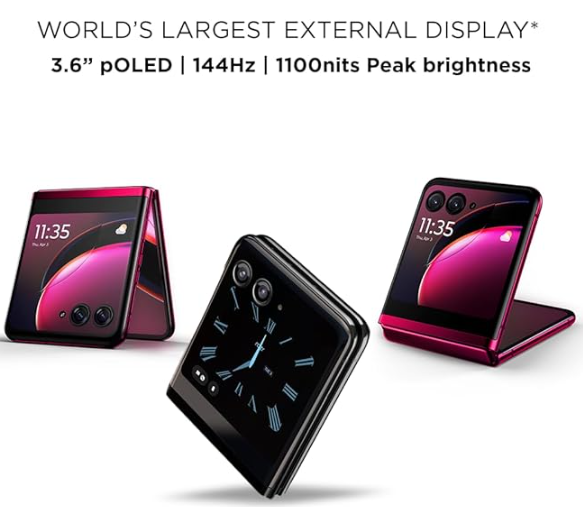 WORLD'S LARGEST EXTERNAL DISPLAY*
3.6” pOLED | 144Hz | 1100nits Peak brightness
11:35
11:35